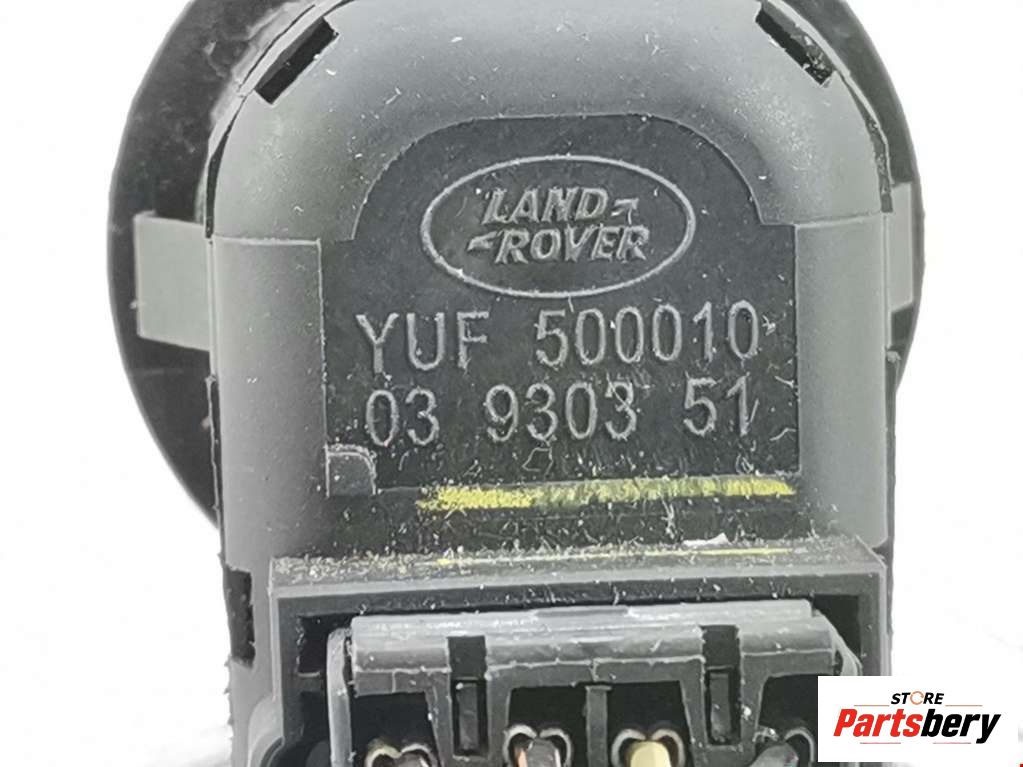 LAND
ROVER
YUF 500010
03 9303 51
STORE
Partsbery